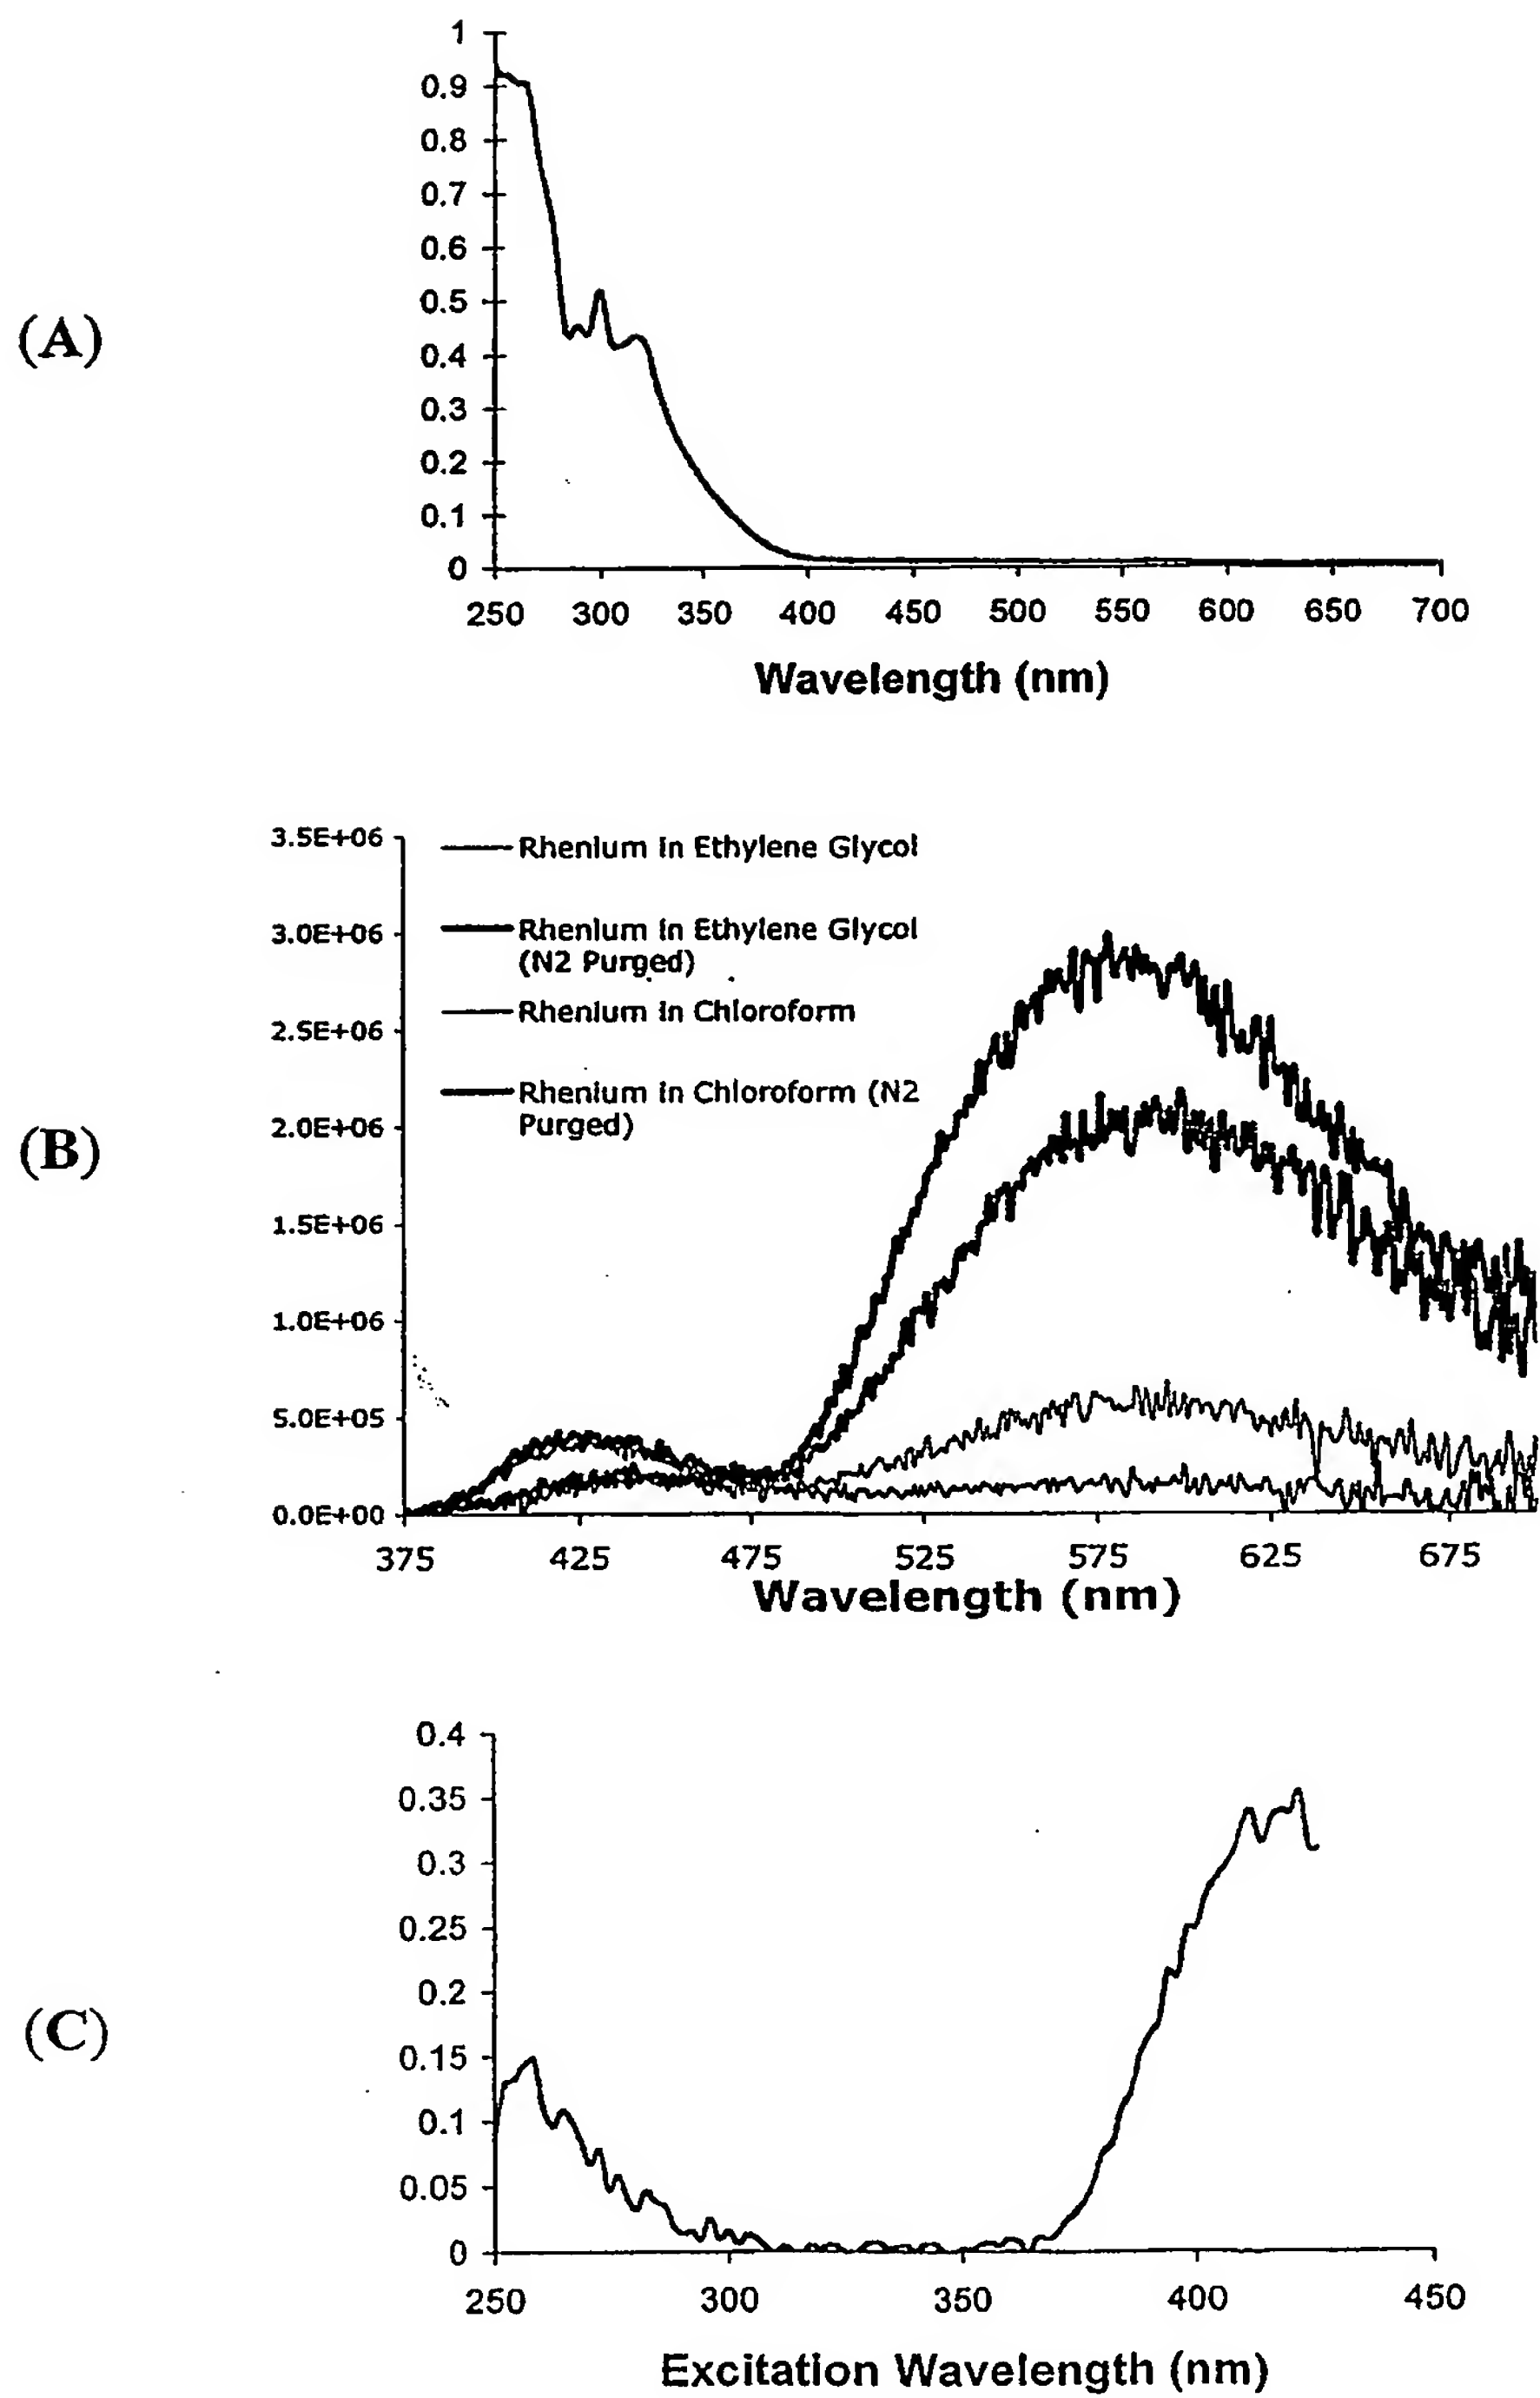 (A)
1
0.9
0.8
0.7
0.6
0.5
0.4
0.3
0.2
0.1
0
250 300 350 400 450 500 550 600 650 700
Wavelength (nm)
(B)
3.5E+06
3.0E+06
2.5E+06
2.0E+06
1.5E+06
1.0E+06
5.0E+05
0.0E+00
Rhenium in Ethylene Glycol
Rhenium in Ethylene Glycol
(N2 Purged)
Rhenium in Chloroform
Rhenium in Chloroform (N2
Purged)
375 425 475 525 575 625 675
Wavelength (nm)
(C)
0.4
0.35
0.3
0.25
0.2
0.15
0.1
0.05
0
250 300 350 400 450
Excitation Wavelength (nm)